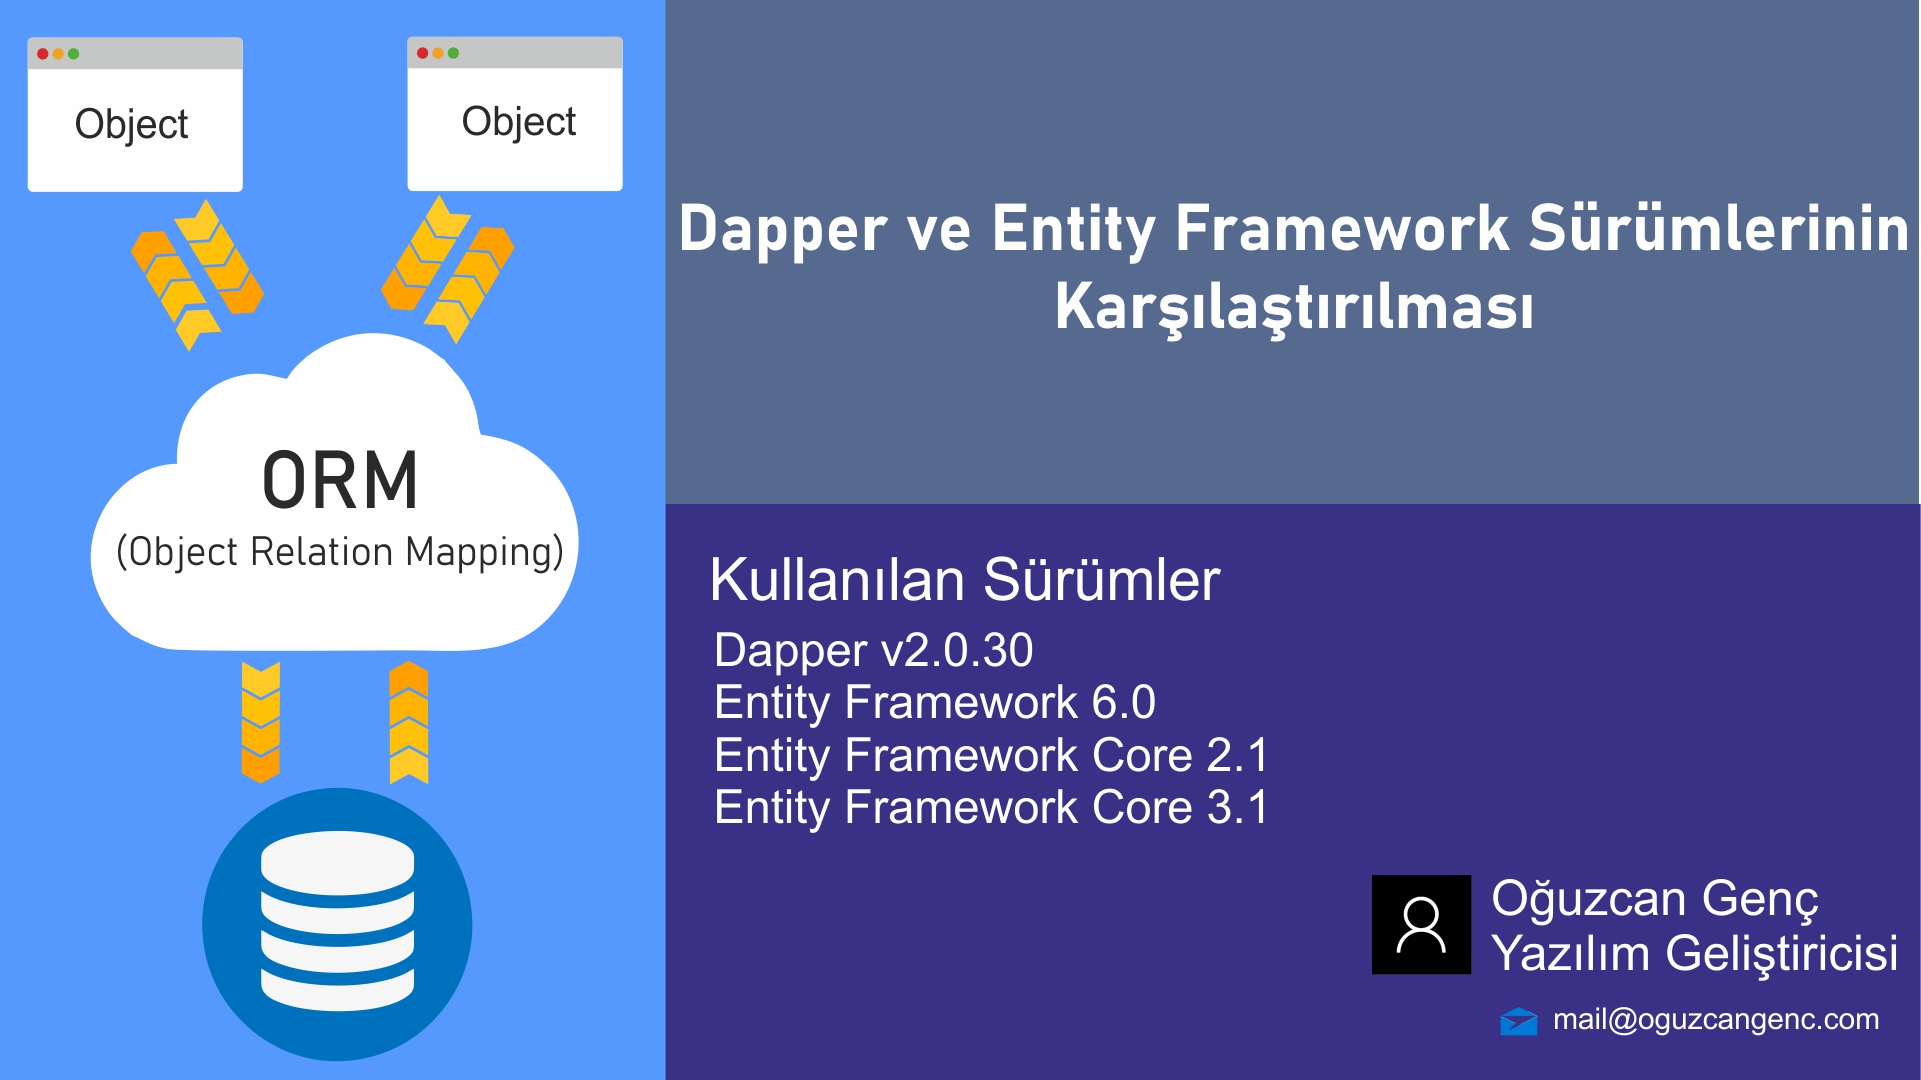 Object
Object
ORM
(Object Relation Mapping)
Dapper ve Entity Framework Sürümlerinin
Karşılaştırılması
Kullanılan Sürümler
Dapper v2.0.30
Entity Framework 6.0
Entity Framework Core 2.1
Entity Framework Core 3.1
Oğuzcan Genç
Yazılım Geliştiricisi
mail@oguzcangenc.com